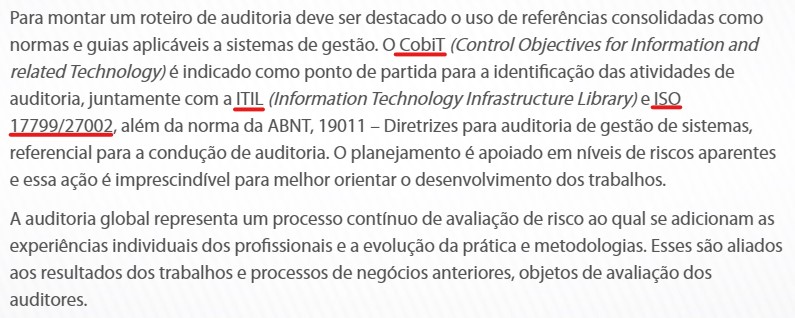 Para montar um roteiro de auditoria deve ser destacado o uso de referências consolidadas como
normas e guias aplicáveis a sistemas de gestão. O CobiT (Control Objectives for Information and
related Technology) é indicado como ponto de partida para a identificação das atividades de
auditoria, juntamente com a ITIL (Information Technology Infrastructure Library) e ISO
17799/27002, além da norma da ABNT, 19011 – Diretrizes para auditoria de gestão de sistemas,
referencial para a condução de auditoria. O planejamento é apoiado em níveis de riscos aparentes
e essa ação é imprescindível para melhor orientar o desenvolvimento dos trabalhos.
A auditoria global representa um processo contínuo de avaliação de risco ao qual se adicionam as
experiências individuais dos profissionais e a evolução da prática e metodologias. Esses são aliados
aos resultados dos trabalhos e processos de negócios anteriores, objetos de avaliação dos
auditores.